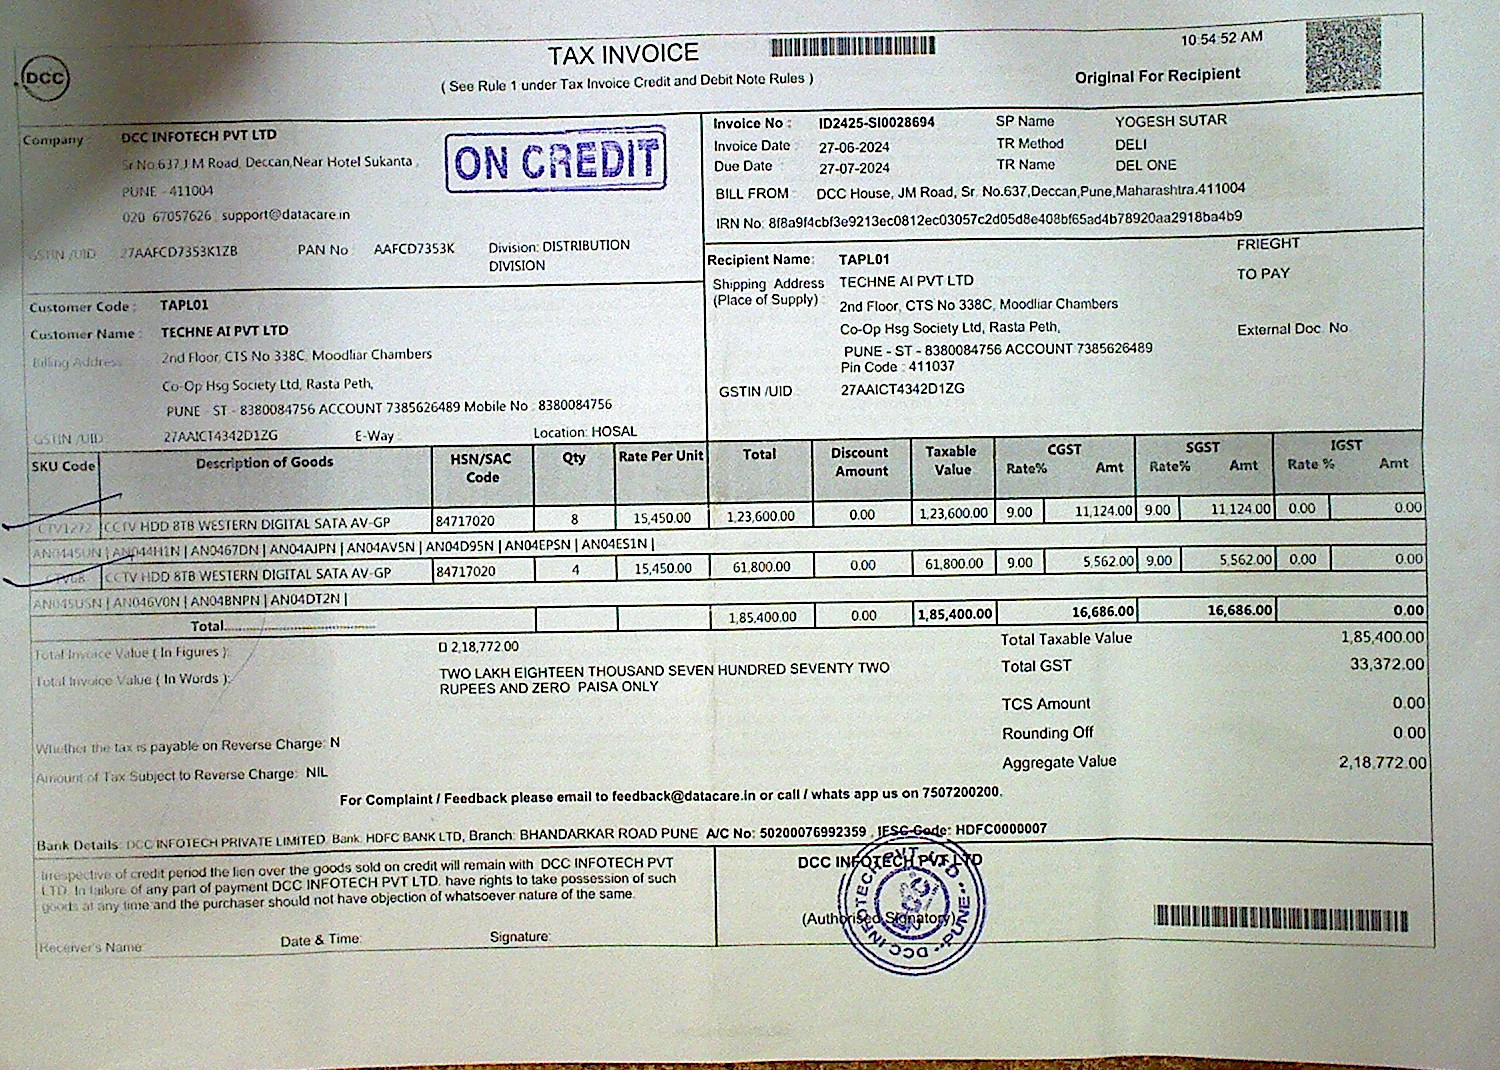 DCC
TAX INVOICE
( See Rule 1 under Tax Invoice Credit and Debit Note Rules )
10:54:52 AM
Original For Recipient
Company : DCC INFOTECH PVT LTD
Sr.No.637,J M Road, Deccan,Near Hotel Sukanta ,
PUNE - 411004
020 67057626 support@datacare.in
GSTIN /UID 27AAFCD7353K1ZB PAN No : AAFCD7353K Division: DISTRIBUTION
DIVISION
ON CREDIT
Invoice No : ID2425-SI0028694 SP Name YOGESH SUTAR
Invoice Date : 27-06-2024 TR Method DELI
Due Date : 27-07-2024 TR Name DEL ONE
BILL FROM DCC House, JM Road, Sr. No.637,Deccan,Pune,Maharashtra.411004
IRN No: 8f8a9f4cbf3e9213ec0812ec03057c2d05d8e408bf65ad4b78920aa2918ba4b9
Customer Code : TAPL01
Customer Name : TECHNE AI PVT LTD
Billing Address 2nd Floor, CTS No 338C, Moodliar Chambers
Co-Op Hsg Society Ltd, Rasta Peth,
PUNE - ST - 8380084756 ACCOUNT 7385626489 Mobile No : 8380084756
GSTIN /UID 27AAICT4342D1ZG E-Way Location: HOSAL
Recipient Name: TAPL01 FRIEGHT
Shipping Address TECHNE AI PVT LTD TO PAY
(Place of Supply) 2nd Floor, CTS No 338C, Moodliar Chambers
Co-Op Hsg Society Ltd, Rasta Peth, External Doc. No
PUNE - ST - 8380084756 ACCOUNT 7385626489
Pin Code : 411037
GSTIN /UID 27AAICT4342D1ZG
SKU Code Description of Goods HSN/SAC Code Qty Rate Per Unit Total Discount Amount Taxable Value CGST SGST IGST
Rate% Amt Rate% Amt Rate % Amt
CTV1272 CCTV HDD 8TB WESTERN DIGITAL SATA AV-GP 84717020 8 15,450.00 1,23,600.00 0.00 1,23,600.00 9.00 11,124.00 9.00 11,124.00 0.00 0.00
AN0445UN | AN044H1N | AN0467DN | AN04AJPN | AN04AV5N | AN04D95N | AN04EPSN | AN04ES1N |
CCTV HDD 8TB WESTERN DIGITAL SATA AV-GP 84717020 4 15,450.00 61,800.00 0.00 61,800.00 9.00 5,562.00 9.00 5,562.00 0.00 0.00
AN045USN | AN046V0N | AN04BNPN | AN04DT2N |
Total.......................................... 1,85,400.00 0.00 1,85,400.00 16,686.00 16,686.00 0.00
Total Invoice Value ( In Figures ): 2,18,772.00
Total Invoice Value ( In Words ): TWO LAKH EIGHTEEN THOUSAND SEVEN HUNDRED SEVENTY TWO
RUPEES AND ZERO PAISA ONLY
Total Taxable Value 1,85,400.00
Total GST 33,372.00
TCS Amount 0.00
Rounding Off 0.00
Aggregate Value 2,18,772.00
Whether the tax is payable on Reverse Charge: N
Amount of Tax Subject to Reverse Charge: NIL
For Complaint / Feedback please email to feedback@datacare.in or call / whats app us on 7507200200.
Bank Details: DCC INFOTECH PRIVATE LIMITED. Bank: HDFC BANK LTD, Branch: BHANDARKAR ROAD PUNE A/C No: 50200076992359 , IFSC Code: HDFC0000007
Irrespective of credit period the lien over the goods sold on credit will remain with DCC INFOTECH PVT
LTD. In failure of any part of payment DCC INFOTECH PVT LTD. have rights to take possession of such
goods at any time and the purchaser should not have objection of whatsoever nature of the same.
Receiver's Name: Date & Time: Signature:
DCC INFOTECH PVT LTD
(Authorised Signatory)
DCC INFOTECH PVT. LTD. PUNE